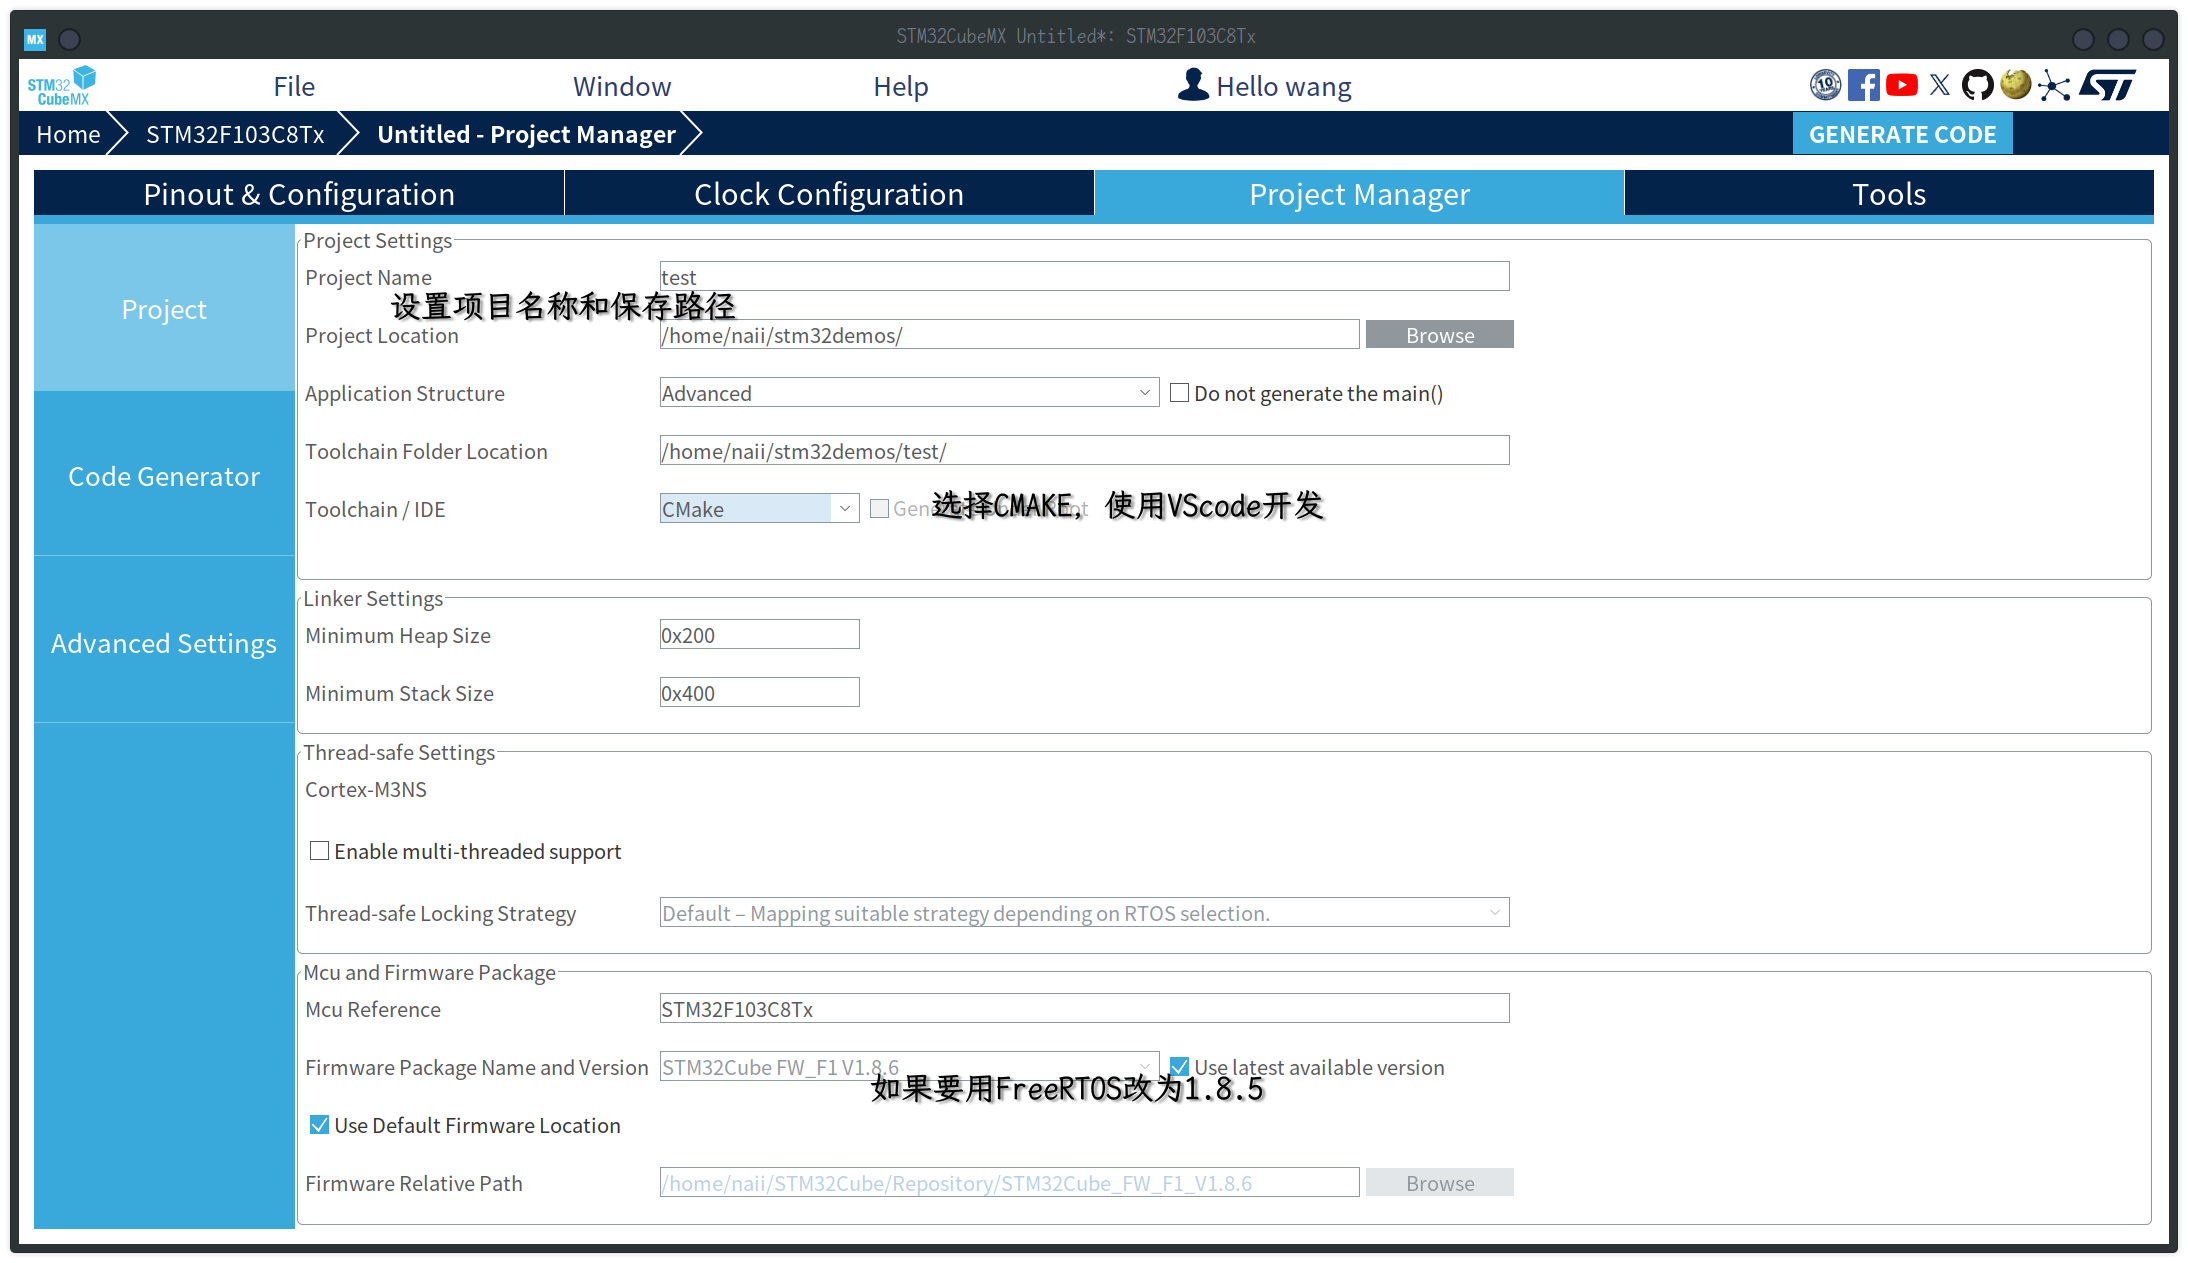 MX
STM32CubeMX Untitled*: STM32F103C8Tx
STM32
CubeMX
File
Window
Help
Hello wang
10
YEARS
Home
STM32F103C8Tx
Untitled - Project Manager
GENERATE CODE
Pinout & Configuration
Clock Configuration
Project Manager
Tools
Project
Code Generator
Advanced Settings
Project Settings
Project Name
test
设置项目名称和保存路径
Project Location
/home/naii/stm32demos/
Browse
Application Structure
Advanced
Do not generate the main()
Toolchain Folder Location
/home/naii/stm32demos/test/
Toolchain / IDE
CMake
选择CMAKE，使用VScode开发
Linker Settings
Minimum Heap Size
0x200
Minimum Stack Size
0x400
Thread-safe Settings
Cortex-M3NS
Enable multi-threaded support
Thread-safe Locking Strategy
Default – Mapping suitable strategy depending on RTOS selection.
Mcu and Firmware Package
Mcu Reference
STM32F103C8Tx
Firmware Package Name and Version
STM32Cube FW_F1 V1.8.6
Use latest available version
如果要用FreeRTOS改为1.8.5
Use Default Firmware Location
Firmware Relative Path
/home/naii/STM32Cube/Repository/STM32Cube_FW_F1_V1.8.6
Browse